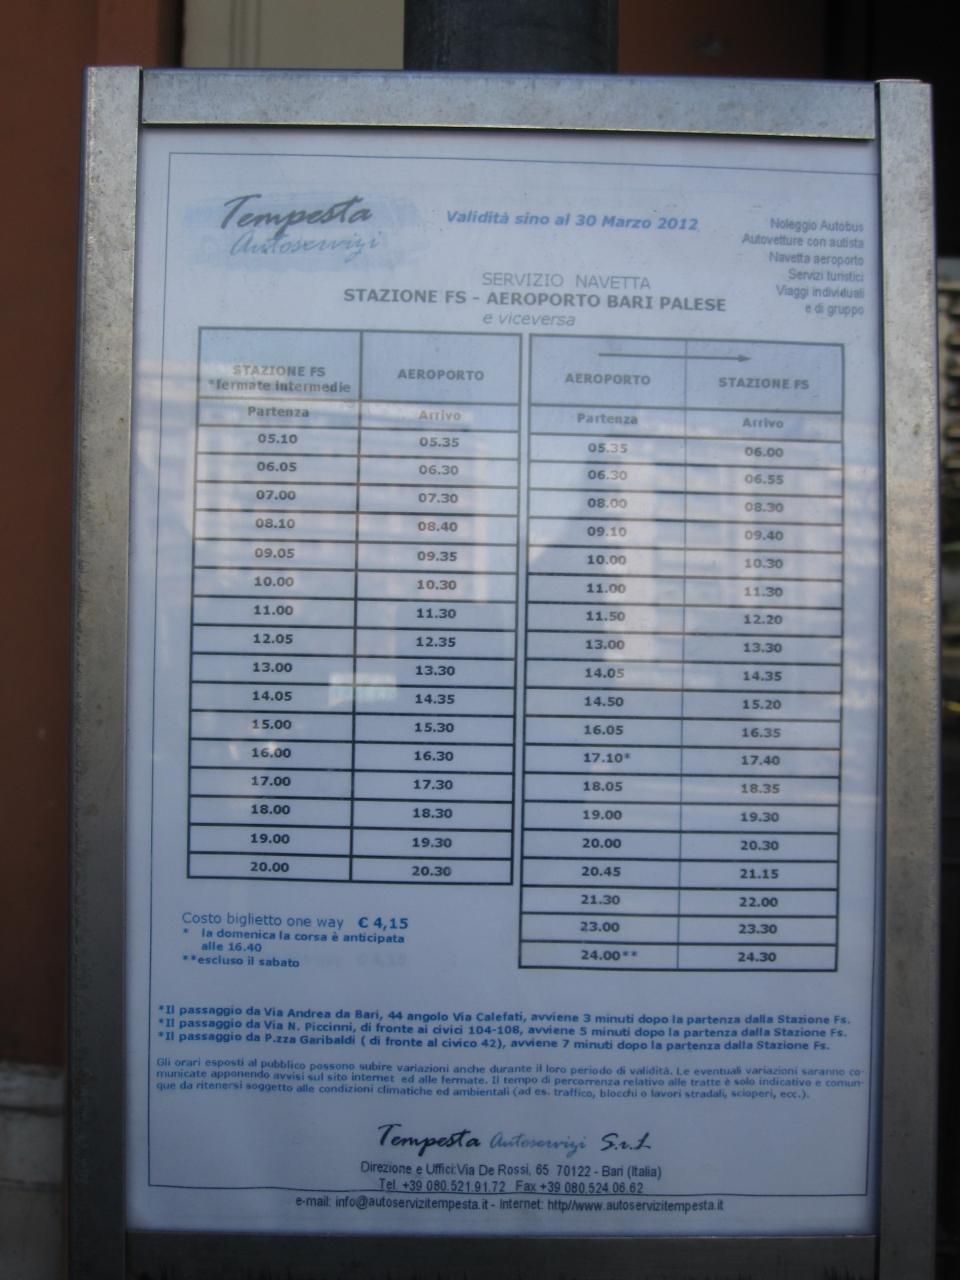 Tempesta
Autoservizi
Validità sino al 30 Marzo 2012
Noleggio Autobus
Autovetture con autista
Navetta aeroporto
Servizi turistici
Viaggi individuali
e di gruppo
SERVIZIO NAVETTA
STAZIONE FS - AEROPORTO BARI PALESE
e viceversa
STAZIONE FS
*fermate intermedie
AEROPORTO
Partenza Arrivo
05.10 05.35
06.05 06.30
07.00 07.30
08.10 08.40
09.05 09.35
10.00 10.30
11.00 11.30
12.05 12.35
13.00 13.30
14.05 14.35
15.00 15.30
16.00 16.30
17.00 17.30
18.00 18.30
19.00 19.30
20.00 20.30
AEROPORTO STAZIONE FS
Partenza Arrivo
05.35 06.00
06.30 06.55
08.00 08.30
09.10 09.40
10.00 10.30
11.00 11.30
11.50 12.20
13.00 13.30
14.05 14.35
14.50 15.20
16.05 16.35
17.10* 17.40
18.05 18.35
19.00 19.30
20.00 20.30
20.45 21.15
21.30 22.00
23.00 23.30
24.00** 24.30
Costo biglietto one way € 4,15
* la domenica la corsa è anticipata
alle 16.40
**escluso il sabato
*Il passaggio da Via Andrea da Bari, 44 angolo Via Calefati, avviene 3 minuti dopo la partenza dalla Stazione Fs.
*Il passaggio da Via N. Piccinni, di fronte ai civici 104-108, avviene 5 minuti dopo la partenza dalla Stazione Fs.
*Il passaggio da P.zza Garibaldi ( di fronte al civico 42), avviene 7 minuti dopo la partenza dalla Stazione Fs.
Gli orari esposti al pubblico possono subire variazioni anche durante il loro periodo di validità. Le eventuali variazioni saranno co-
municate apponendo avvisi sul sito internet ed alle fermate. Il tempo di percorrenza relativo alle tratte è solo indicativo e comun-
que da ritenersi soggetto alle condizioni climatiche ed ambientali (ad es. traffico, blocchi o lavori stradali, scioperi, ecc.).
Tempesta Autoservizi S.r.L
Direzione e Uffici:Via De Rossi, 65 70122 - Bari (Italia)
Tel. +39 080.521.91.72 Fax +39 080.524.06.62
e-mail: info@autoservizitempesta.it - Internet: http//www.autoservizitempesta.it